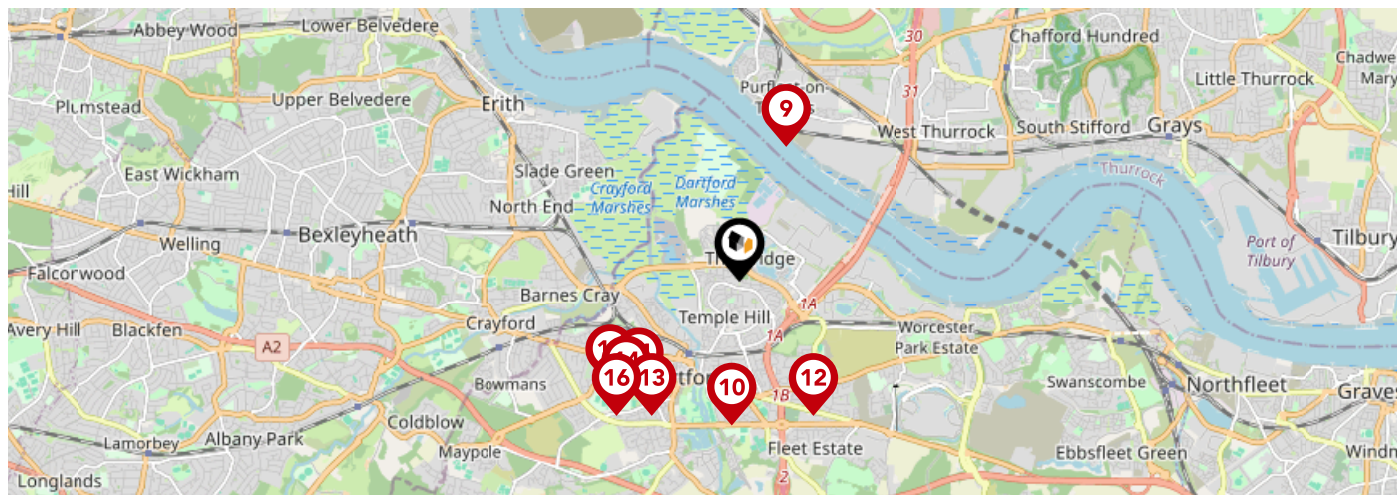 Abbey Wood
Lower Belvedere
30
Chafford Hundred
Chadwe
Mary
Little Thurrock
Plumstead
Upper Belvedere
Erith
Purfleet-on-
9
31
West Thurrock
South Stifford
Grays
Hill
East Wickham
Slade Green
Crayford
Marshes
Dartford
Marshes
Thurrock
North End
Welling
Bexleyheath
Port of
Tilbury
Tilbury
Falcorwood
Barnes Cray
1A
Avery Hill
Blackfen
A2
Crayford
Temple Hill
1A
Worcester
Park Estate
16
13
10
12
1B
Bowmans
Swanscombe
Northfleet
Graves
Coldblow
Lamorbey
Albany Park
Maypole
Fleet Estate
Ebbsfleet Green
Windm
Longlands
2